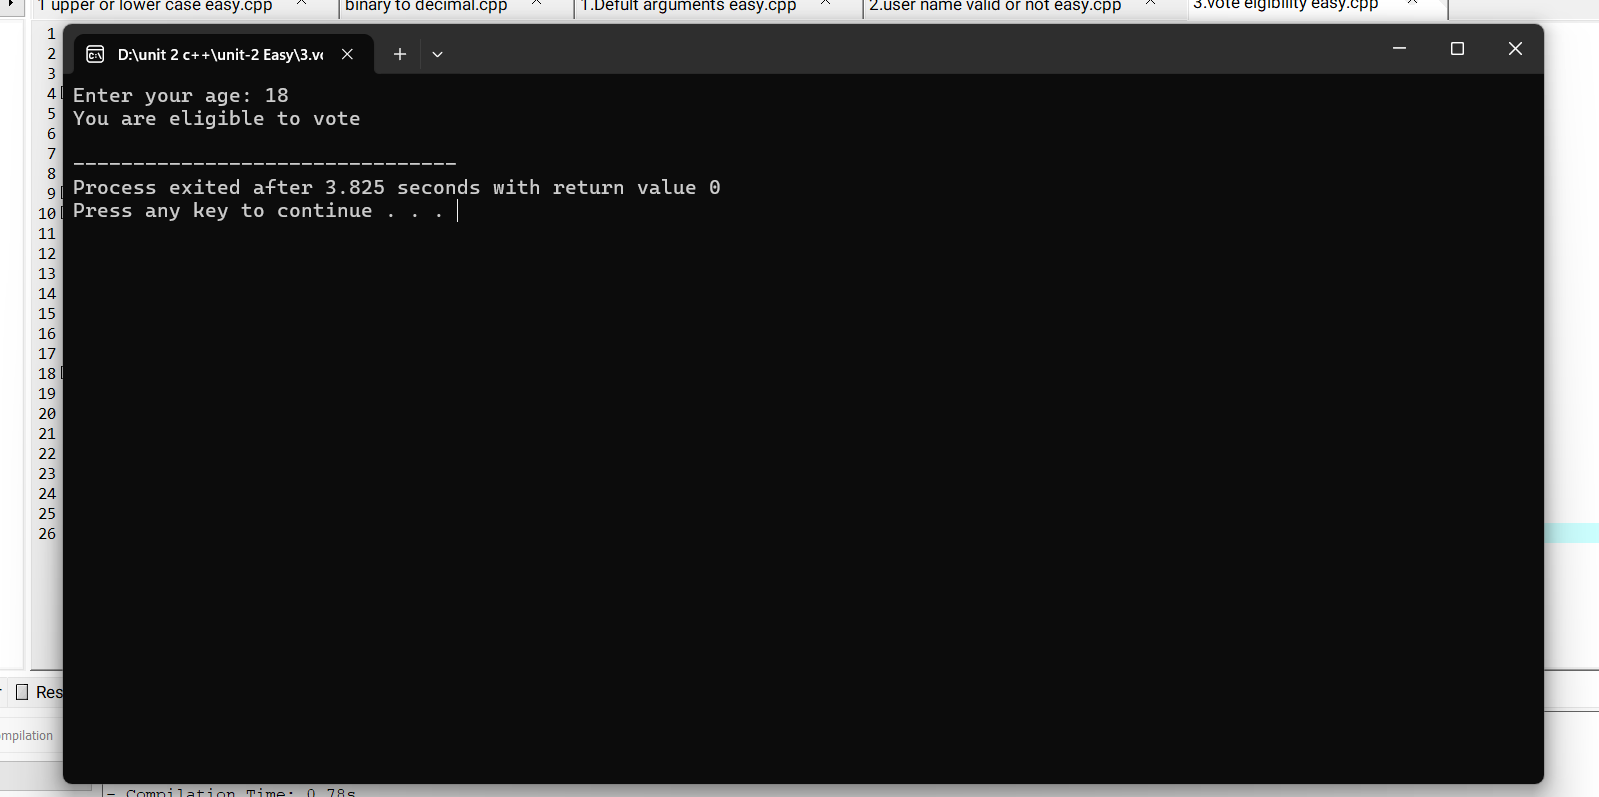 1 upper or lower case easy.cpp
binary to decimal.cpp
1.Defult arguments easy.cpp
2.user name valid or not easy.cpp
3.vote elgibility easy.cpp
D:\unit 2 c++\unit-2 Easy\3.v
Enter your age: 18
You are eligible to vote
--------------------------------
Process exited after 3.825 seconds with return value 0
Press any key to continue . . .
1
2
3
4
5
6
7
8
9
10
11
12
13
14
15
16
17
18
19
20
21
22
23
24
25
26
Res
mpilation
- Compilation Time: 0.78s